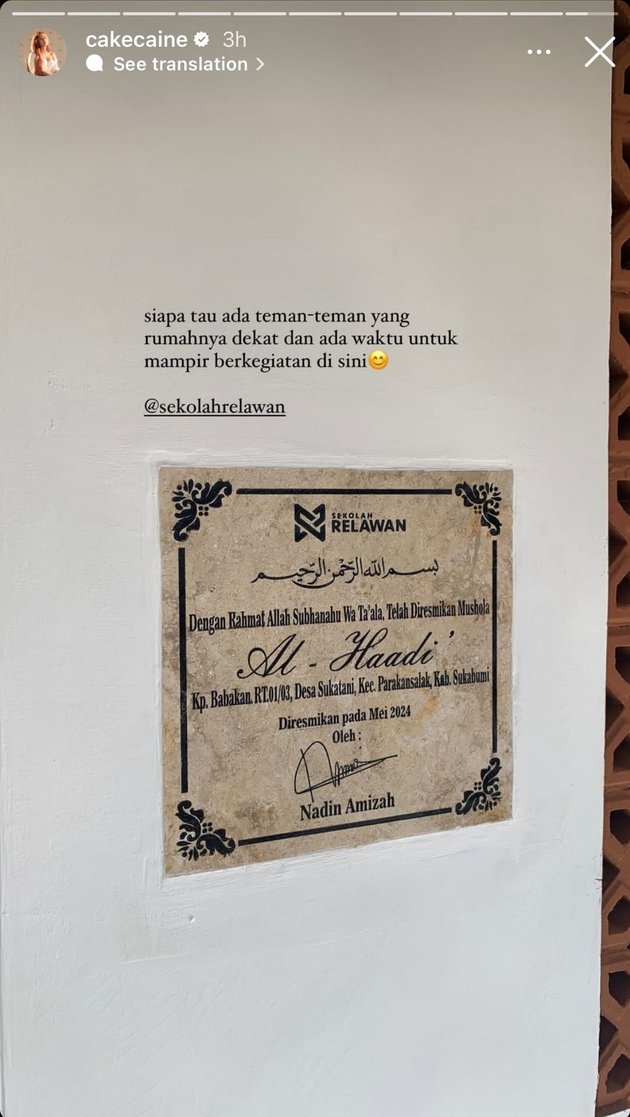 cakecaine 3h
See translation >
siapa tau ada teman-teman yang
rumahnya dekat dan ada waktu untuk
mampir berkegiatan di sini😊
@sekolahrelawan
SEKOLAH
RELAWAN
بسم الله الرحمن الرحيم
Dengan Rahmat Allah Subhanahu Wa Ta'ala, Telah Diresmikan Mushola
Al - Haadi'
Kp. Babakan. RT.01/03, Desa Sukatani, Kec. Parakansalak, Kab. Sukabumi
Diresmikan pada Mei 2024
Oleh :
Nadin Amizah